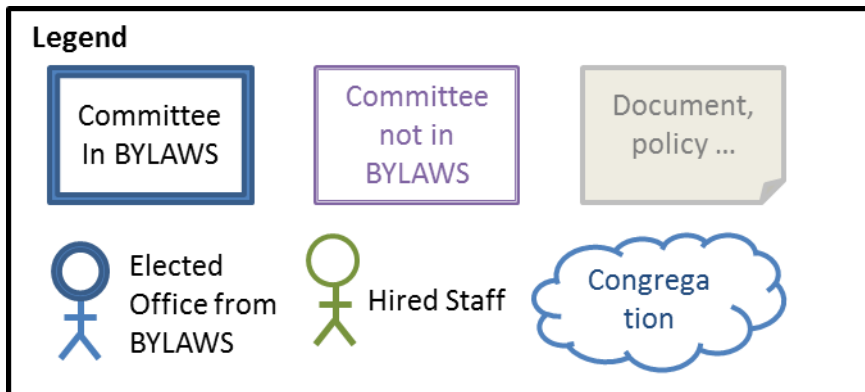 Legend
Committee
In BYLAWS
Committee
not in
BYLAWS
Document,
policy ...
Elected
Office from
BYLAWS
Hired Staff
Congrega
tion